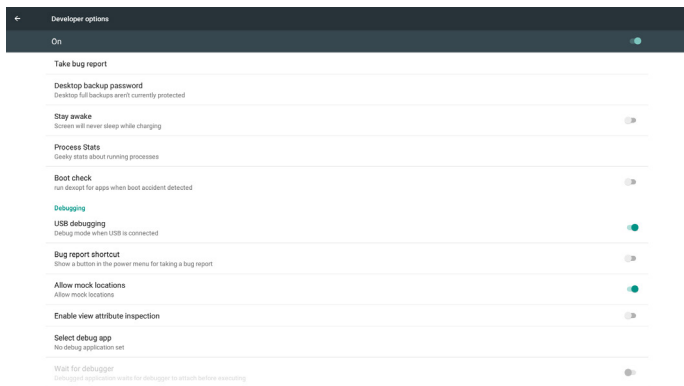 Developer options
On
Take bug report
Desktop backup password
Desktop full backups aren't currently protected
Stay awake
Screen will never sleep while charging
Process Stats
Geeky stats about running processes
Boot check
run dexopt for apps when boot accident detected
Debugging
USB debugging
Debug mode when USB is connected
Bug report shortcut
Show a button in the power menu for taking a bug report
Allow mock locations
Allow mock locations
Enable view attribute inspection
Select debug app
No debug application set
Wait for debugger
Debugged application waits for debugger to attach before executing